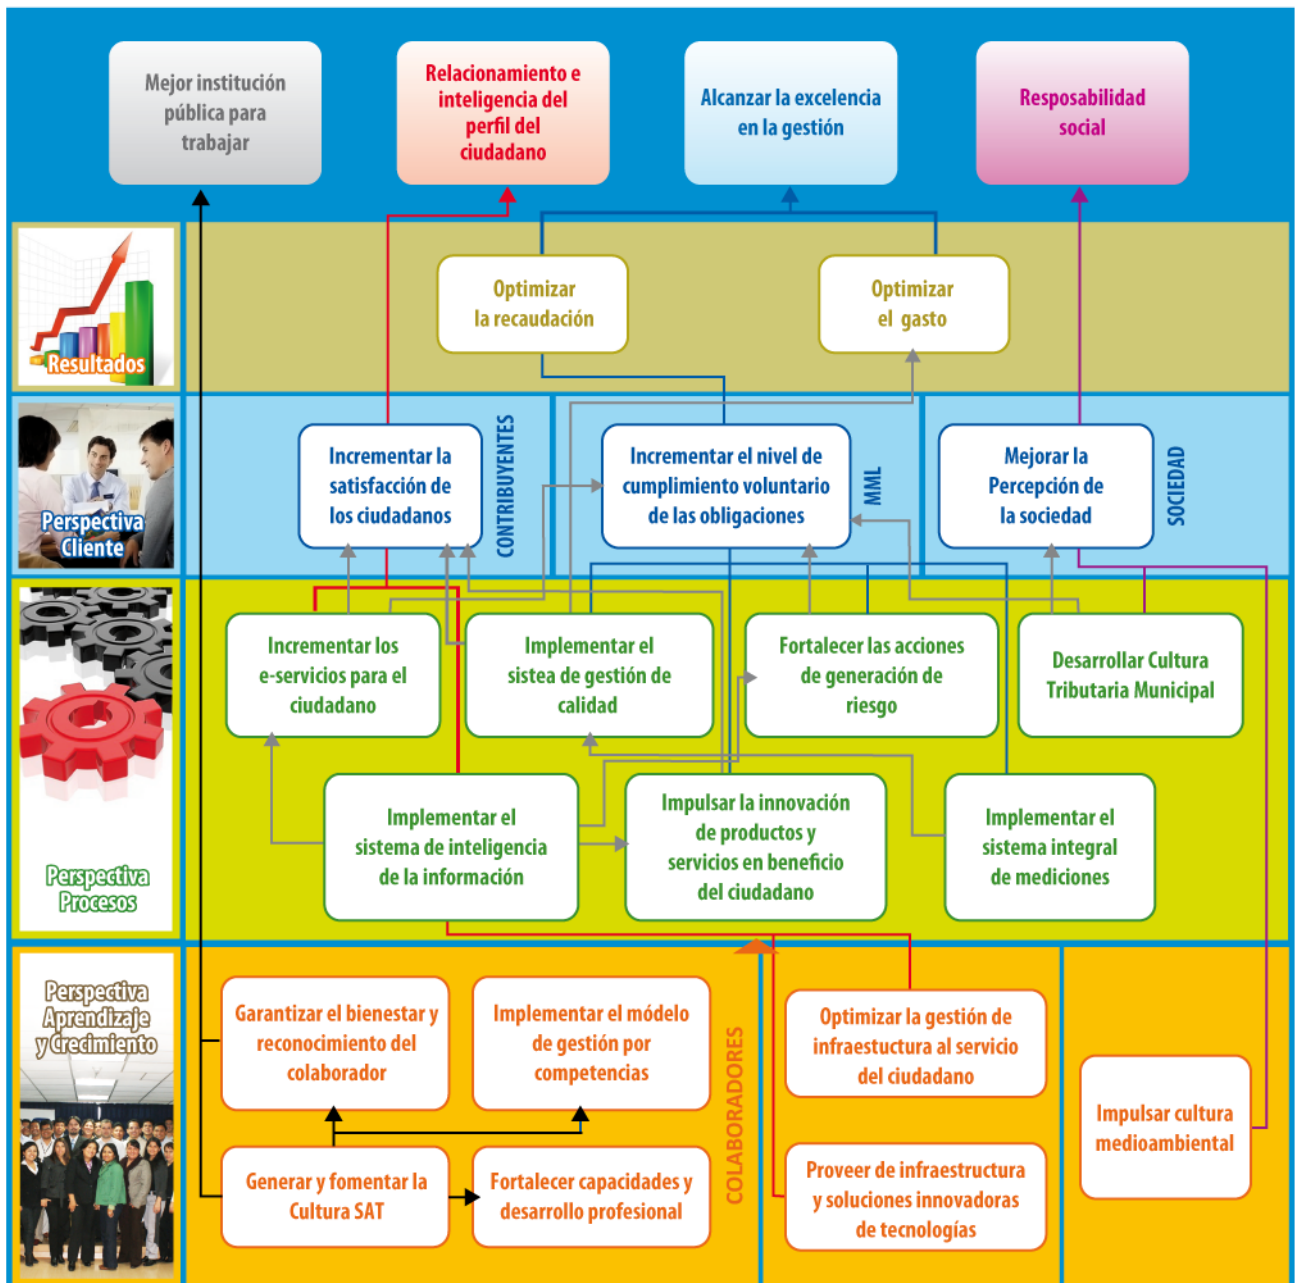 Mejor institución
pública para
trabajar
Relacionamiento e
inteligencia del
perfil del
ciudadano
Alcanzar la excelencia
en la gestión
Resposabilidad
social
Resultados
Optimizar
la recaudación
Optimizar
el gasto
Perspectiva
Cliente
Incrementar la
satisfacción de
los ciudadanos
CONTRIBUYENTES
Incrementar el nivel de
cumplimiento voluntario
de las obligaciones
MML
Mejorar la
Percepción de
la sociedad
SOCIEDAD
Perspectiva
Procesos
Incrementar los
e-servicios para el
ciudadano
Implementar el
sistea de gestión de
calidad
Fortalecer las acciones
de generación de
riesgo
Desarrollar Cultura
Tributaria Municipal
Implementar el
sistema de inteligencia
de la información
Impulsar la innovación
de productos y
servicios en beneficio
del ciudadano
Implementar el
sistema integral
de mediciones
Perspectiva
Aprendizaje
y Crecimiento
Garantizar el bienestar y
reconocimiento del
colaborador
Implementar el módelo
de gestión por
competencias
Generar y fomentar la
Cultura SAT
Fortalecer capacidades y
desarrollo profesional
COLABORADORES
Optimizar la gestión de
infraestuctura al servicio
del ciudadano
Proveer de infraestructura
y soluciones innovadoras
de tecnologías
Impulsar cultura
medioambiental